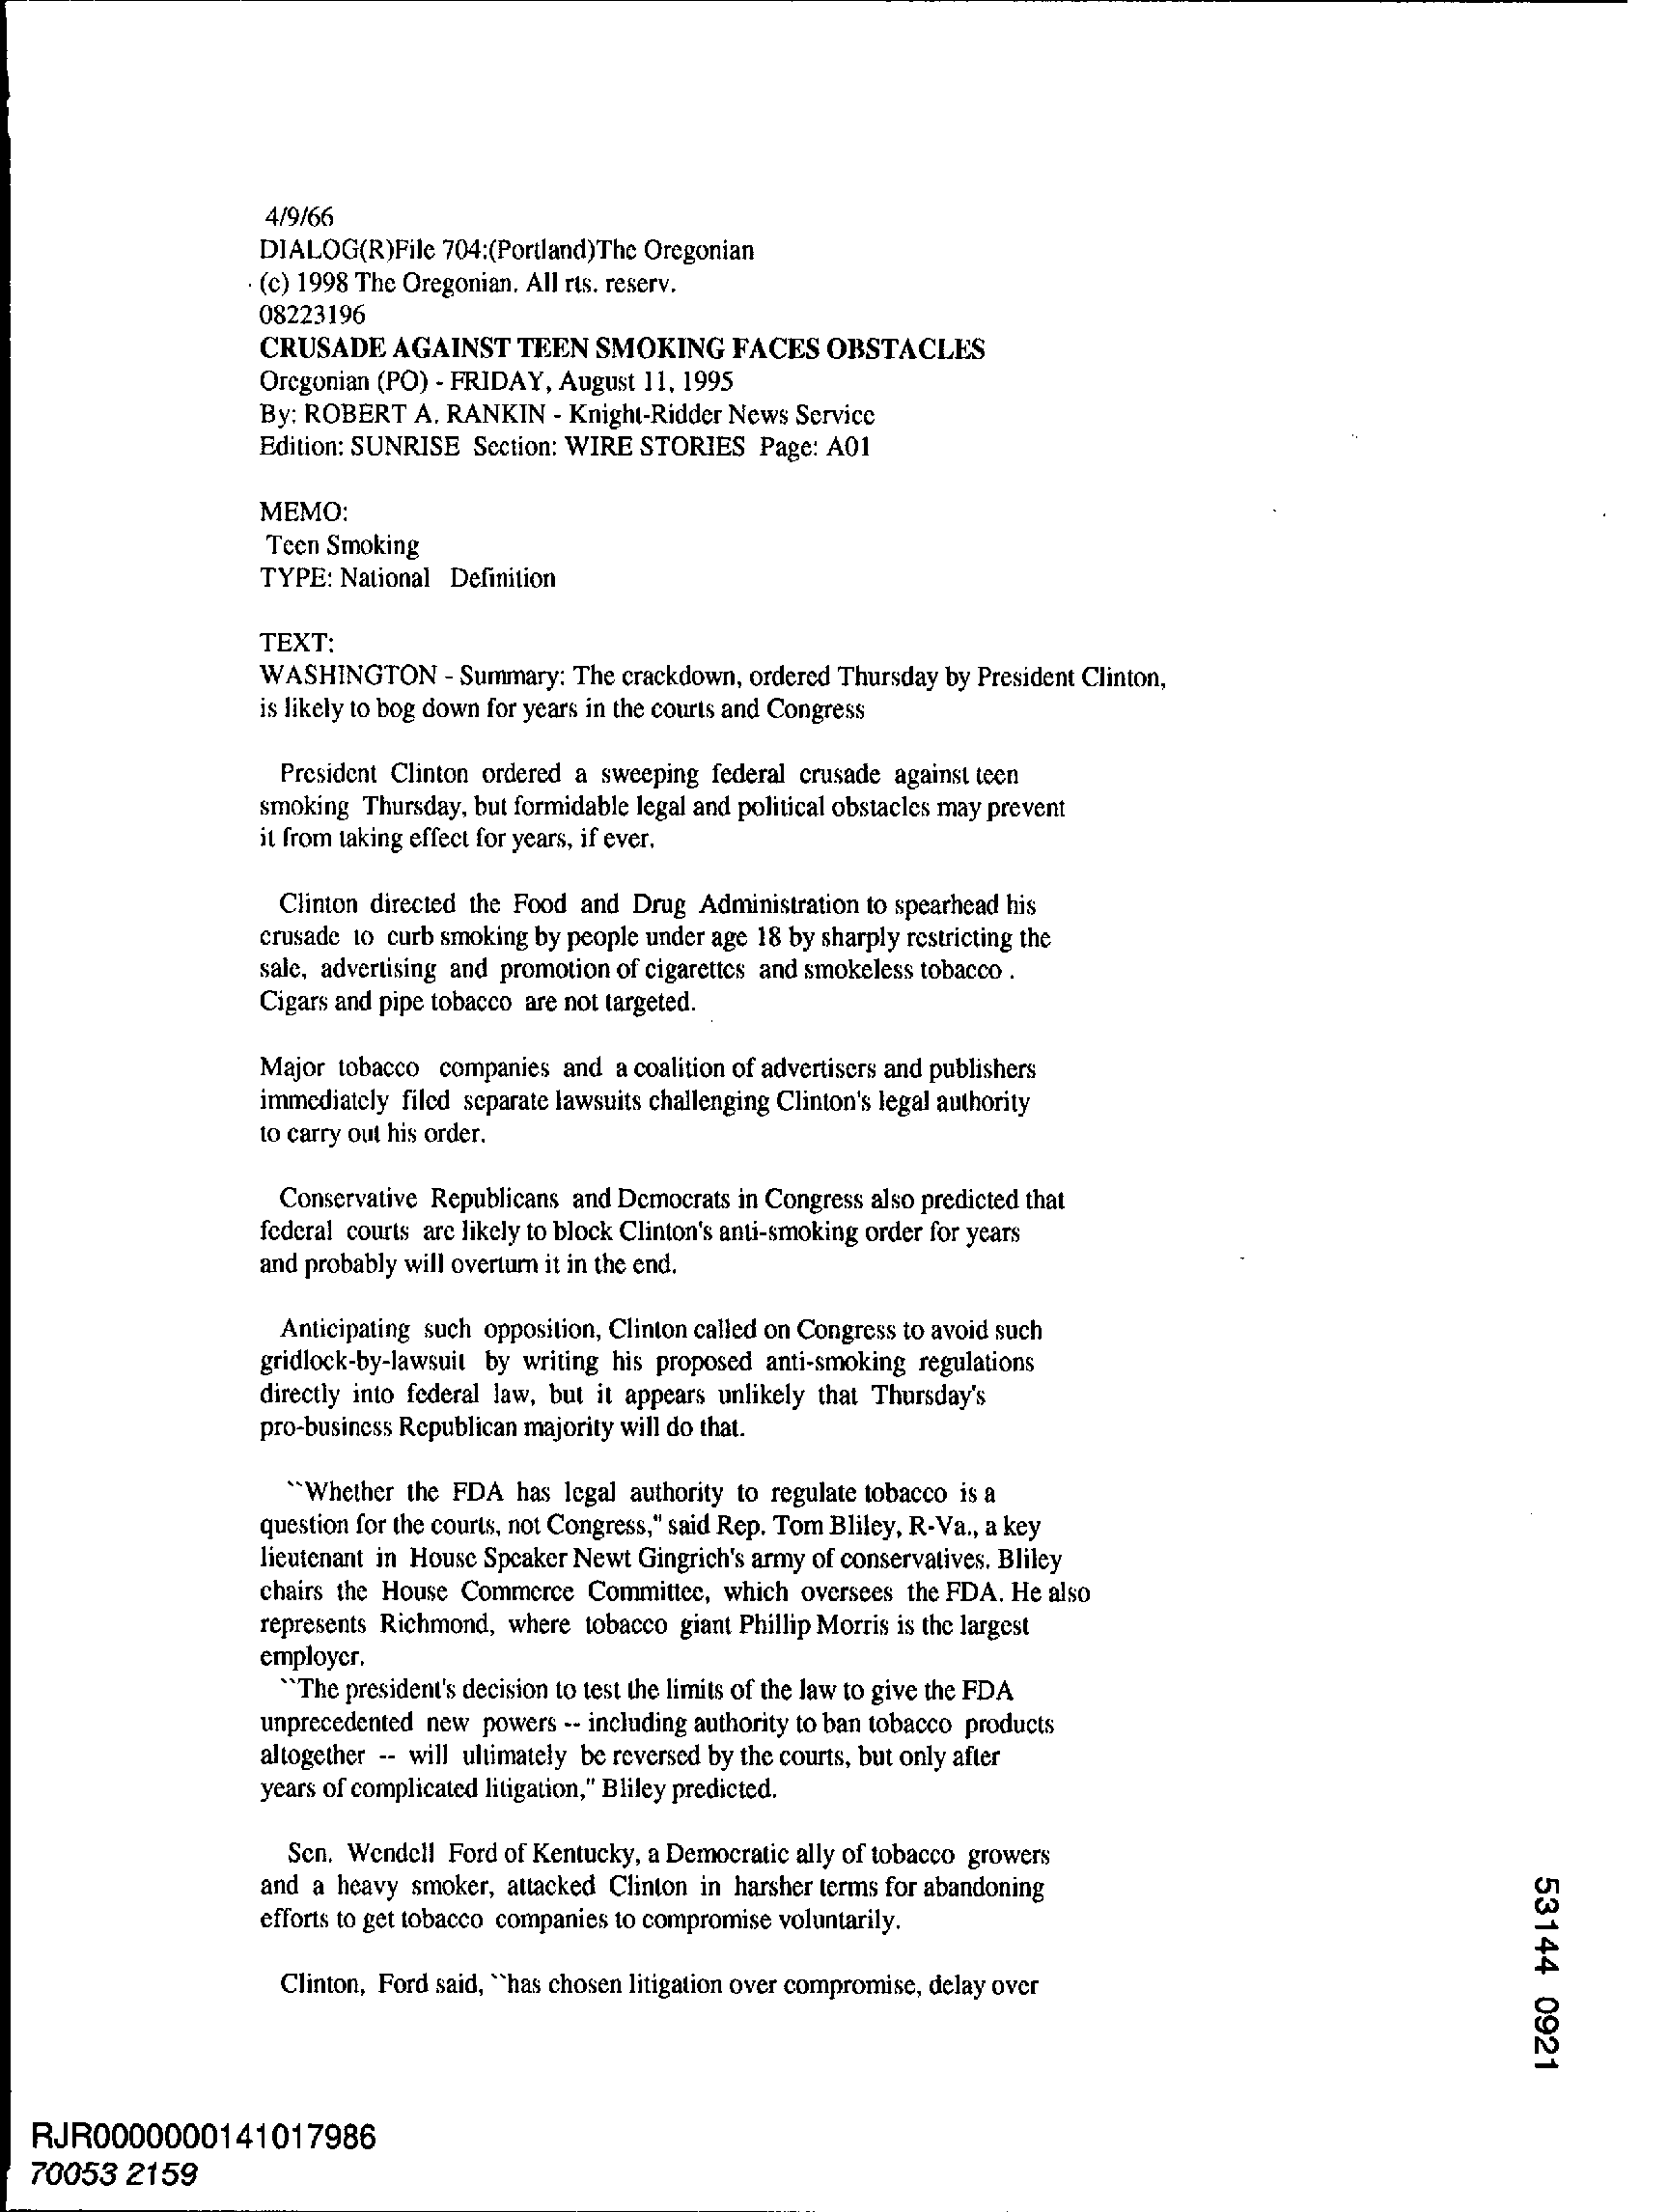 4/9/66
DIALOG(R)File 704:(Portland)The Oregonian
(c) 1998 The Oregonian. All rts. reserv.
08223196
CRUSADE AGAINST TEEN SMOKING FACES OBSTACLES
Oregonian (PO) - FRIDAY, August 11, 1995
By: ROBERT A. RANKIN - Knight-Ridder News Service
Edition: SUNRISE Section: WIRE STORIES Page: A01
MEMO:
Teen Smoking
TYPE: National Definition
TEXT:
WASHINGTON - Summary: The crackdown, ordered Thursday by President Clinton,
is likely to bog down for years in the courts and Congress
President Clinton ordered a sweeping federal crusade against teen
smoking Thursday, but formidable legal and political obstacles may prevent
it from taking effect for years, if ever.
Clinton directed the Food and Drug Administration to spearhead his
crusade to curb smoking by people under age 18 by sharply restricting the
sale, advertising and promotion of cigarettes and smokeless tobacco .
Cigars and pipe tobacco are not targeted.
Major tobacco companies and a coalition of advertisers and publishers
immediately filed separate lawsuits challenging Clinton's legal authority
to carry out his order.
Conservative Republicans and Democrats in Congress also predicted that
federal courts are likely to block Clinton's anti-smoking order for years
and probably will overturn it in the end.
Anticipating such opposition, Clinton called on Congress to avoid such
gridlock-by-lawsuit by writing his proposed anti-smoking regulations
directly into federal law, but it appears unlikely that Thursday's
pro-business Republican majority will do that.
``Whether the FDA has legal authority to regulate tobacco is a
question for the courts, not Congress," said Rep. Tom Bliley, R-Va., a key
lieutenant in House Speaker Newt Gingrich's army of conservatives. Bliley
chairs the House Commerce Committee, which oversees the FDA. He also
represents Richmond, where tobacco giant Phillip Morris is the largest
employer.
``The president's decision to test the limits of the law to give the FDA
unprecedented new powers -- including authority to ban tobacco products
altogether -- will ultimately be reversed by the courts, but only after
years of complicated litigation," Bliley predicted.
Sen. Wendell Ford of Kentucky, a Democratic ally of tobacco growers
and a heavy smoker, attacked Clinton in harsher terms for abandoning
efforts to get tobacco companies to compromise voluntarily.
Clinton, Ford said, ``has chosen litigation over compromise, delay over
53144 0921
RJR0000000141017986
70053 2159